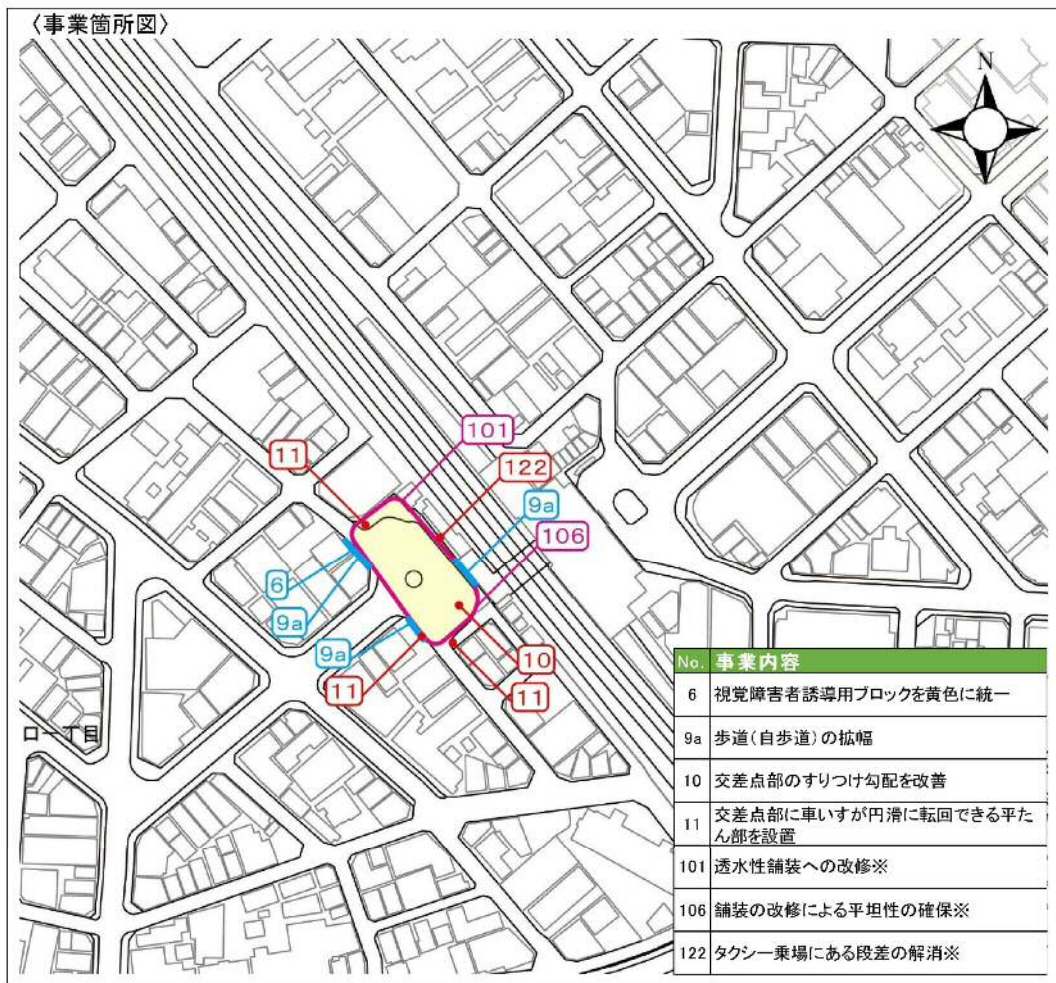 〈事業箇所図〉
N
101
11
122
9a
106
6
9a
9a
10
11
11
口一丁目
No. 事業内容
6 視覚障害者誘導用ブロックを黄色に統一
9a 歩道(自歩道)の拡幅
10 交差点部のすりつけ勾配を改善
11 交差点部に車いすが円滑に転回できる平た
ん部を設置
101 透水性舗装への改修※
106 舗装の改修による平坦性の確保※
122 タクシー乗場にある段差の解消※